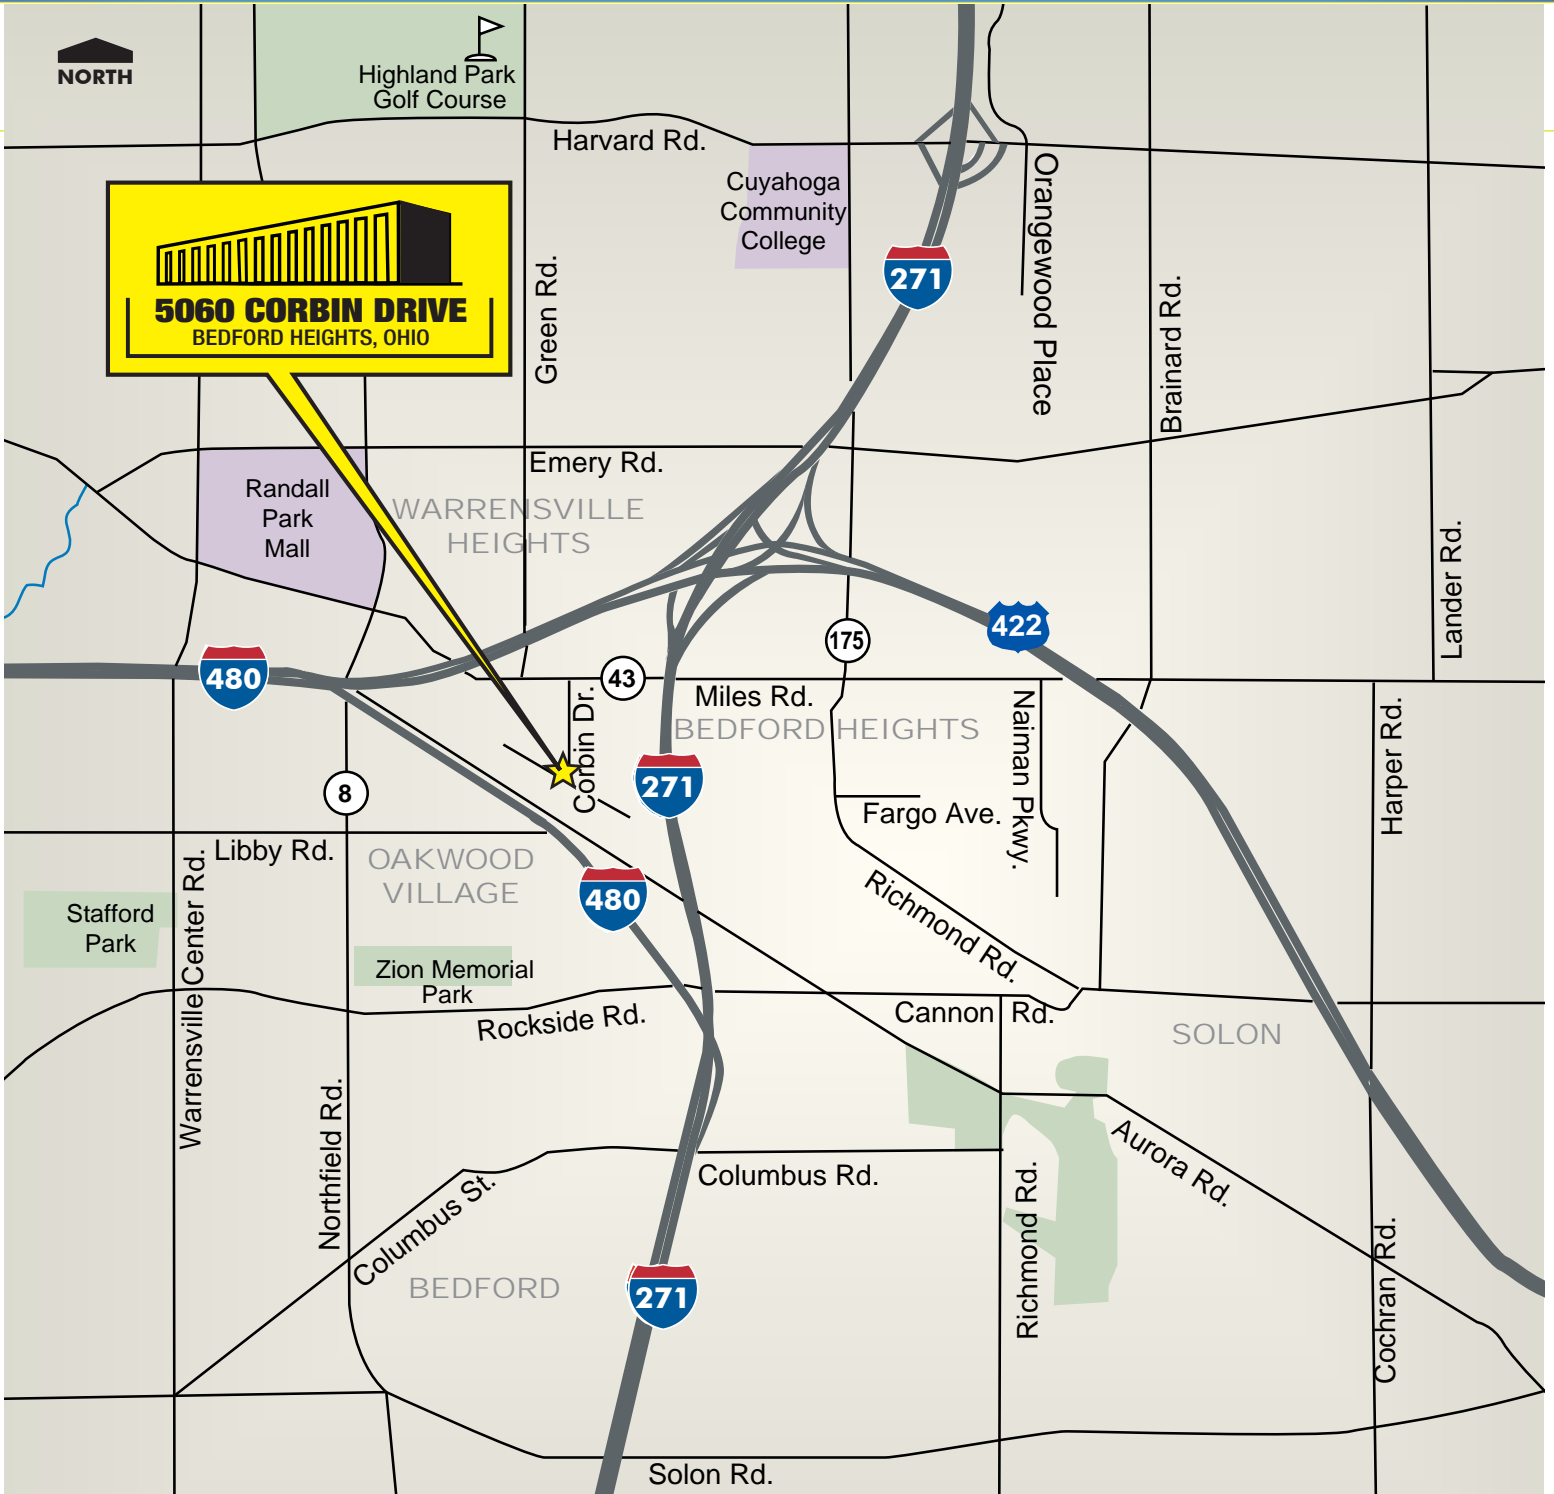 NORTH
Highland Park
Golf Course
Harvard Rd.
Cuyahoga
Community
College
Orangewood Place
271
Green Rd.
Brainard Rd.
5060 CORBIN DRIVE
BEDFORD HEIGHTS, OHIO
Emery Rd.
Randall
Park
Mall
WARRENSVILLE
HEIGHTS
Lander Rd.
422
175
480
43
Miles Rd.
BEDFORD HEIGHTS
Corbin Dr.
Naiman Pkwy.
Harper Rd.
271
8
Fargo Ave.
Libby Rd.
OAKWOOD
VILLAGE
480
Richmond Rd.
Stafford
Park
Warrensville Center Rd.
Zion Memorial
Park
Rockside Rd.
Cannon Rd.
SOLON
Northfield Rd.
Columbus St.
Columbus Rd.
Aurora Rd.
Richmond Rd.
BEDFORD
271
Cochran Rd.
Solon Rd.